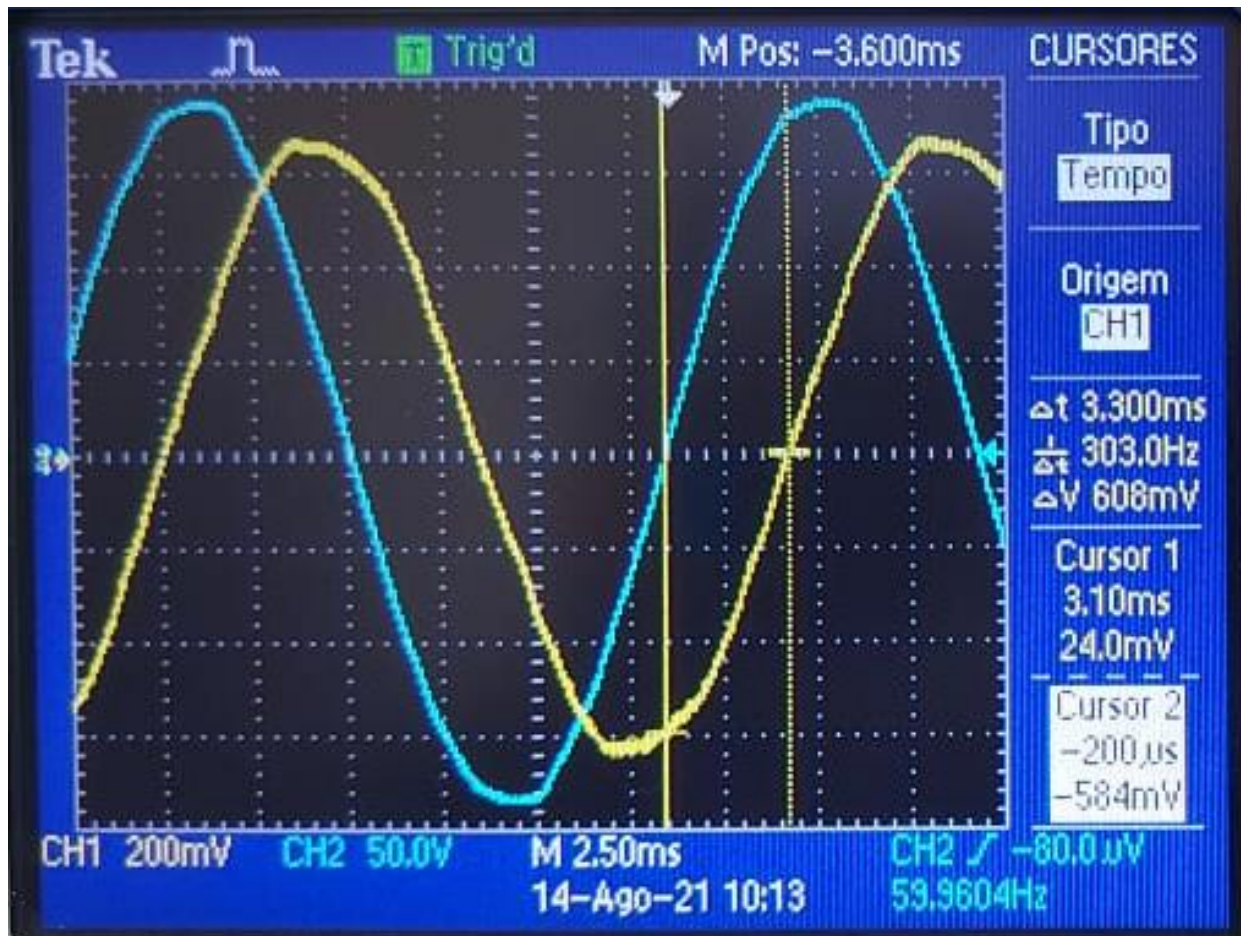 Tek T Trig'd M Pos: -3.600ms CURSORES
Tipo
Tempo
Origem
CH1
Δt 3.300ms
1/Δt 303.0Hz
ΔV 608mV
Cursor 1
3.10ms
24.0mV
Cursor 2
-200µs
-584mV
CH1 200mV CH2 50.0V M 2.50ms CH2 -80.0µV
14-Ago-21 10:13 59.9604Hz